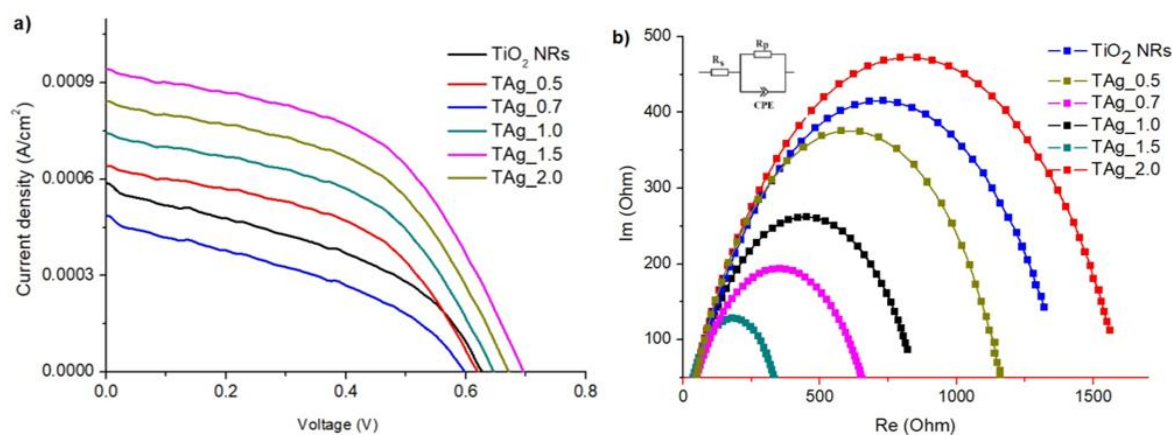 a)
TiO2 NRs
TAg_0.5
TAg_0.7
TAg_1.0
TAg_1.5
TAg_2.0
0.0009
0.0006
0.0003
0.0000
Current density (A/cm²)
0.0
0.2
0.4
0.6
0.8
Voltage (V)
b)
Rs
Rp
CPE
TiO2 NRs
TAg_0.5
TAg_0.7
TAg_1.0
TAg_1.5
TAg_2.0
500
400
300
200
100
Im (Ohm)
0
500
1000
1500
Re (Ohm)